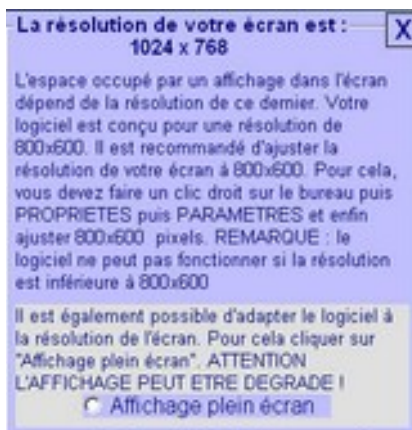 La résolution de votre écran est :
X
1024 x 768
L'espace occupé par un affichage dans l'écran
dépend de la résolution de ce dernier. Votre
logiciel est conçu pour une résolution de
800x600. Il est recommandé d'ajuster la
résolution de votre écran à 800x600. Pour cela,
vous devez faire un clic droit sur le bureau puis
PROPRIETES puis PARAMETRES et enfin
ajuster 800x600 pixels. REMARQUE : le
logiciel ne peut pas fonctionner si la résolution
est inférieure à 800x600
Il est également possible d'adapter le logiciel à
la résolution de l'écran. Pour cela cliquer sur
"Affichage plein écran". ATTENTION
L'AFFICHAGE PEUT ETRE DEGRADE !
Affichage plein écran